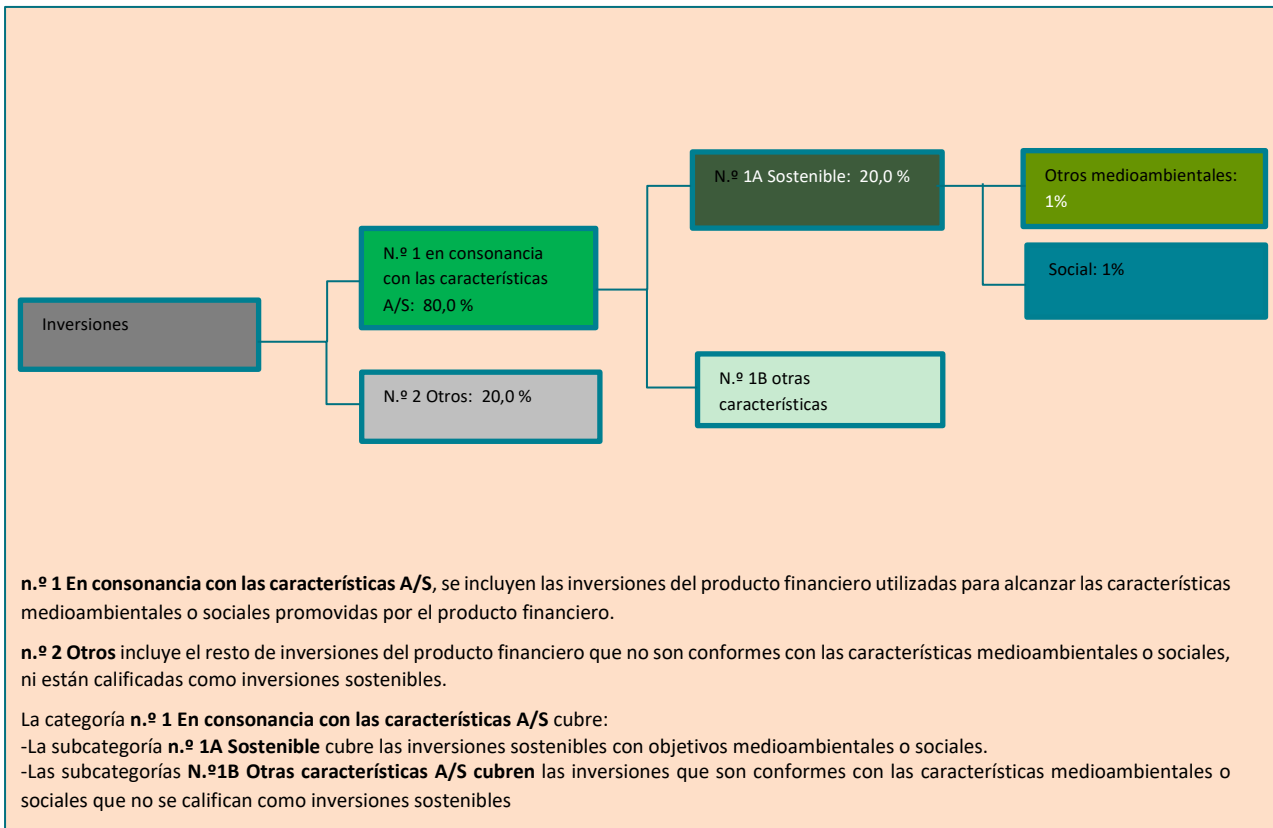 N.º 1A Sostenible: 20,0 %
Otros medioambientales:
1%
N.º 1 en consonancia
con las características
A/S: 80,0 %
Social: 1%
Inversiones
N.º 2 Otros: 20,0 %
N.º 1B otras
características
n.º 1 En consonancia con las características A/S, se incluyen las inversiones del producto financiero utilizadas para alcanzar las características
medioambientales o sociales promovidas por el producto financiero.
n.º 2 Otros incluye el resto de inversiones del producto financiero que no son conformes con las características medioambientales o sociales,
ni están calificadas como inversiones sostenibles.
La categoría n.º 1 En consonancia con las características A/S cubre:
-La subcategoría n.º 1A Sostenible cubre las inversiones sostenibles con objetivos medioambientales o sociales.
-Las subcategorías N.º1B Otras características A/S cubren las inversiones que son conformes con las características medioambientales o
sociales que no se califican como inversiones sostenibles